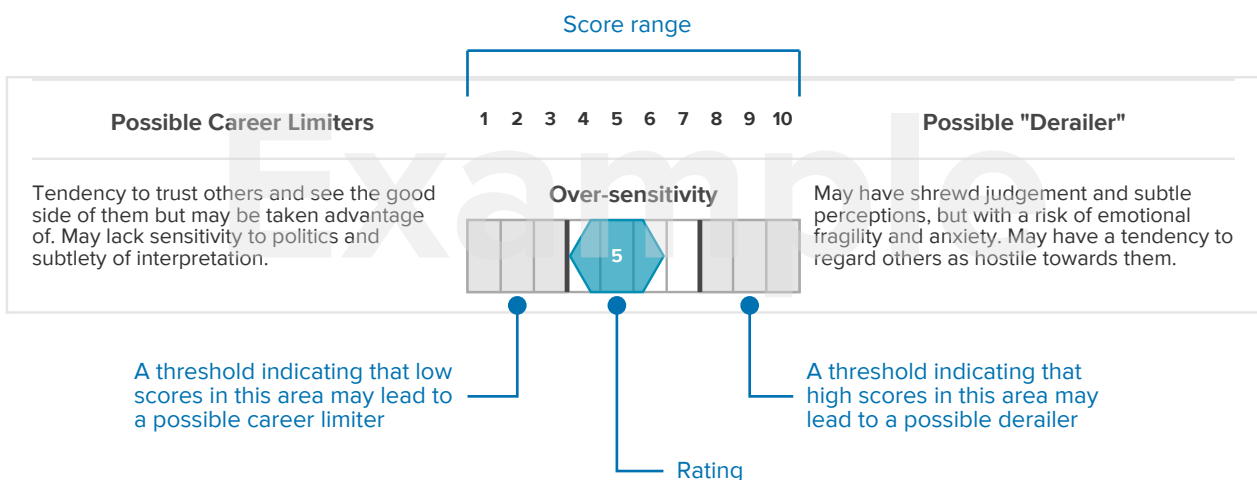 Score range
Possible Career Limiters
1 2 3 4 5 6 7 8 9 10
Possible "Derailer"
Example
Tendency to trust others and see the good
side of them but may be taken advantage
of. May lack sensitivity to politics and
subtlety of interpretation.
Over-sensitivity
5
May have shrewd judgement and subtle
perceptions, but with a risk of emotional
fragility and anxiety. May have a tendency to
regard others as hostile towards them.
A threshold indicating that low
scores in this area may lead to
a possible career limiter
A threshold indicating that
high scores in this area may
lead to a possible derailer
Rating